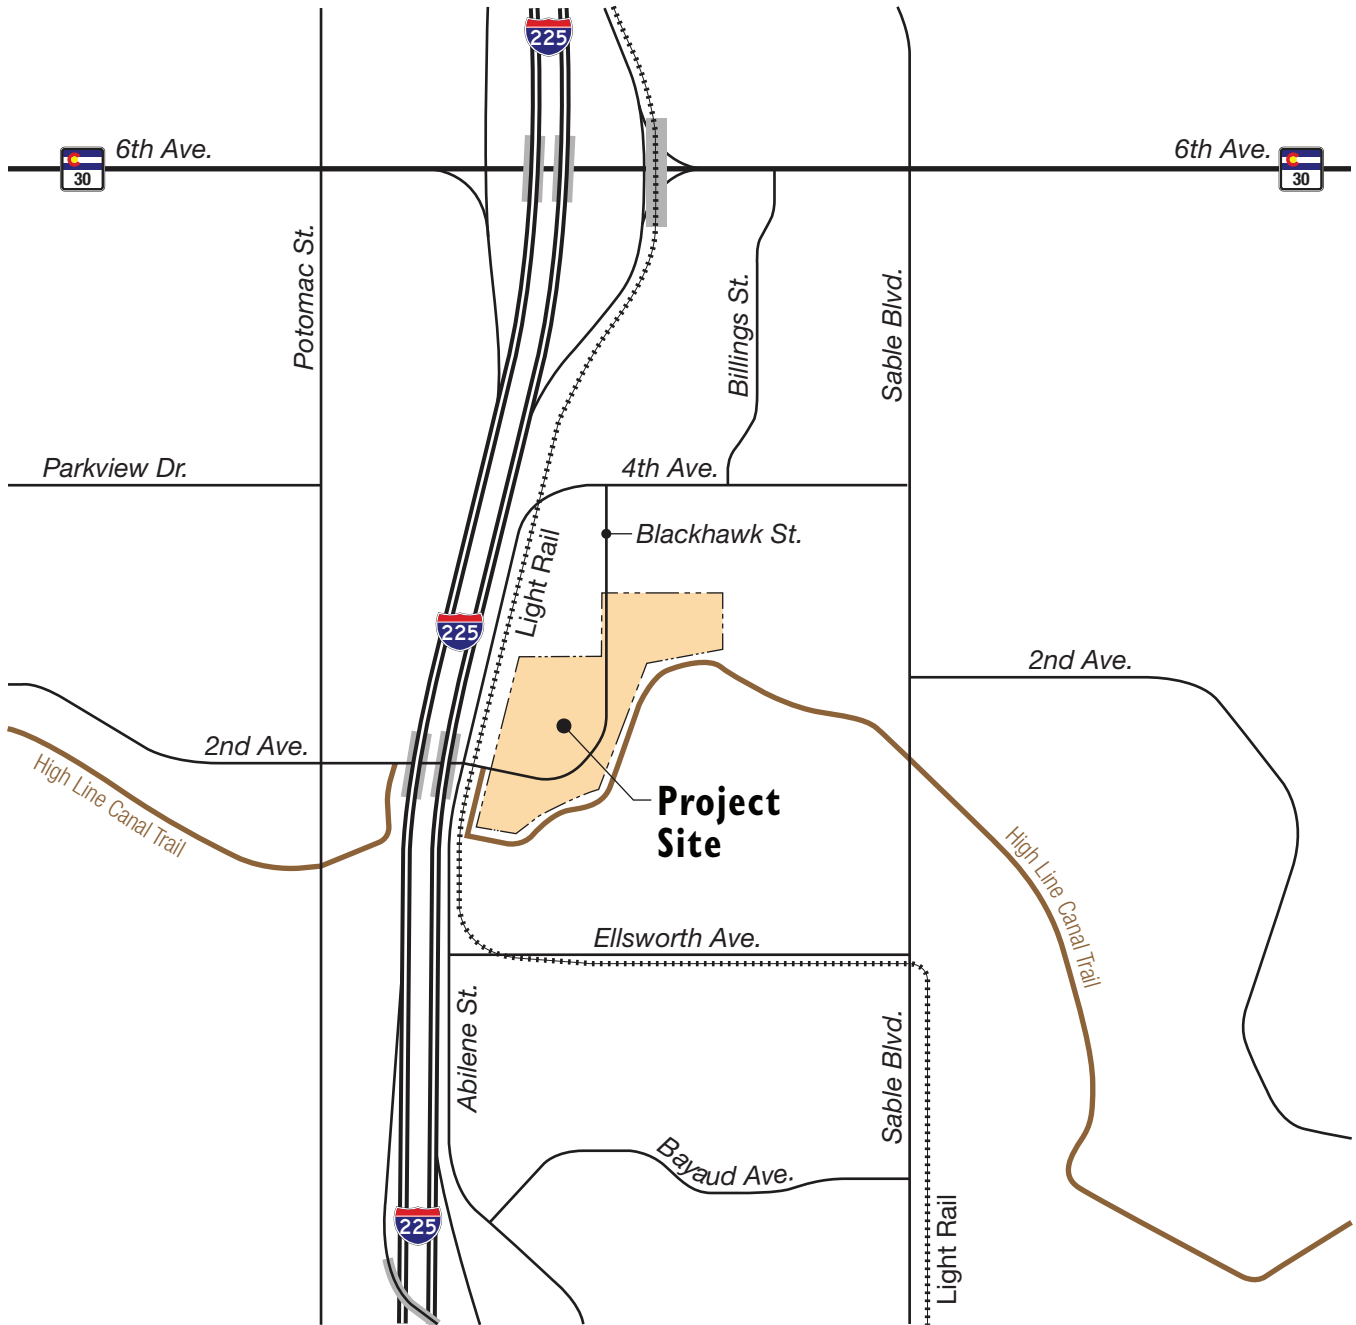 225
6th Ave.
6th Ave.
30
30
Potomac St.
Billings St.
Sable Blvd.
Parkview Dr.
4th Ave.
Blackhawk St.
Light Rail
225
2nd Ave.
2nd Ave.
High Line Canal Trail
Project
Site
High Line Canal Trail
Ellsworth Ave.
Abilene St.
Sable Blvd.
Bayaud Ave.
225
Light Rail